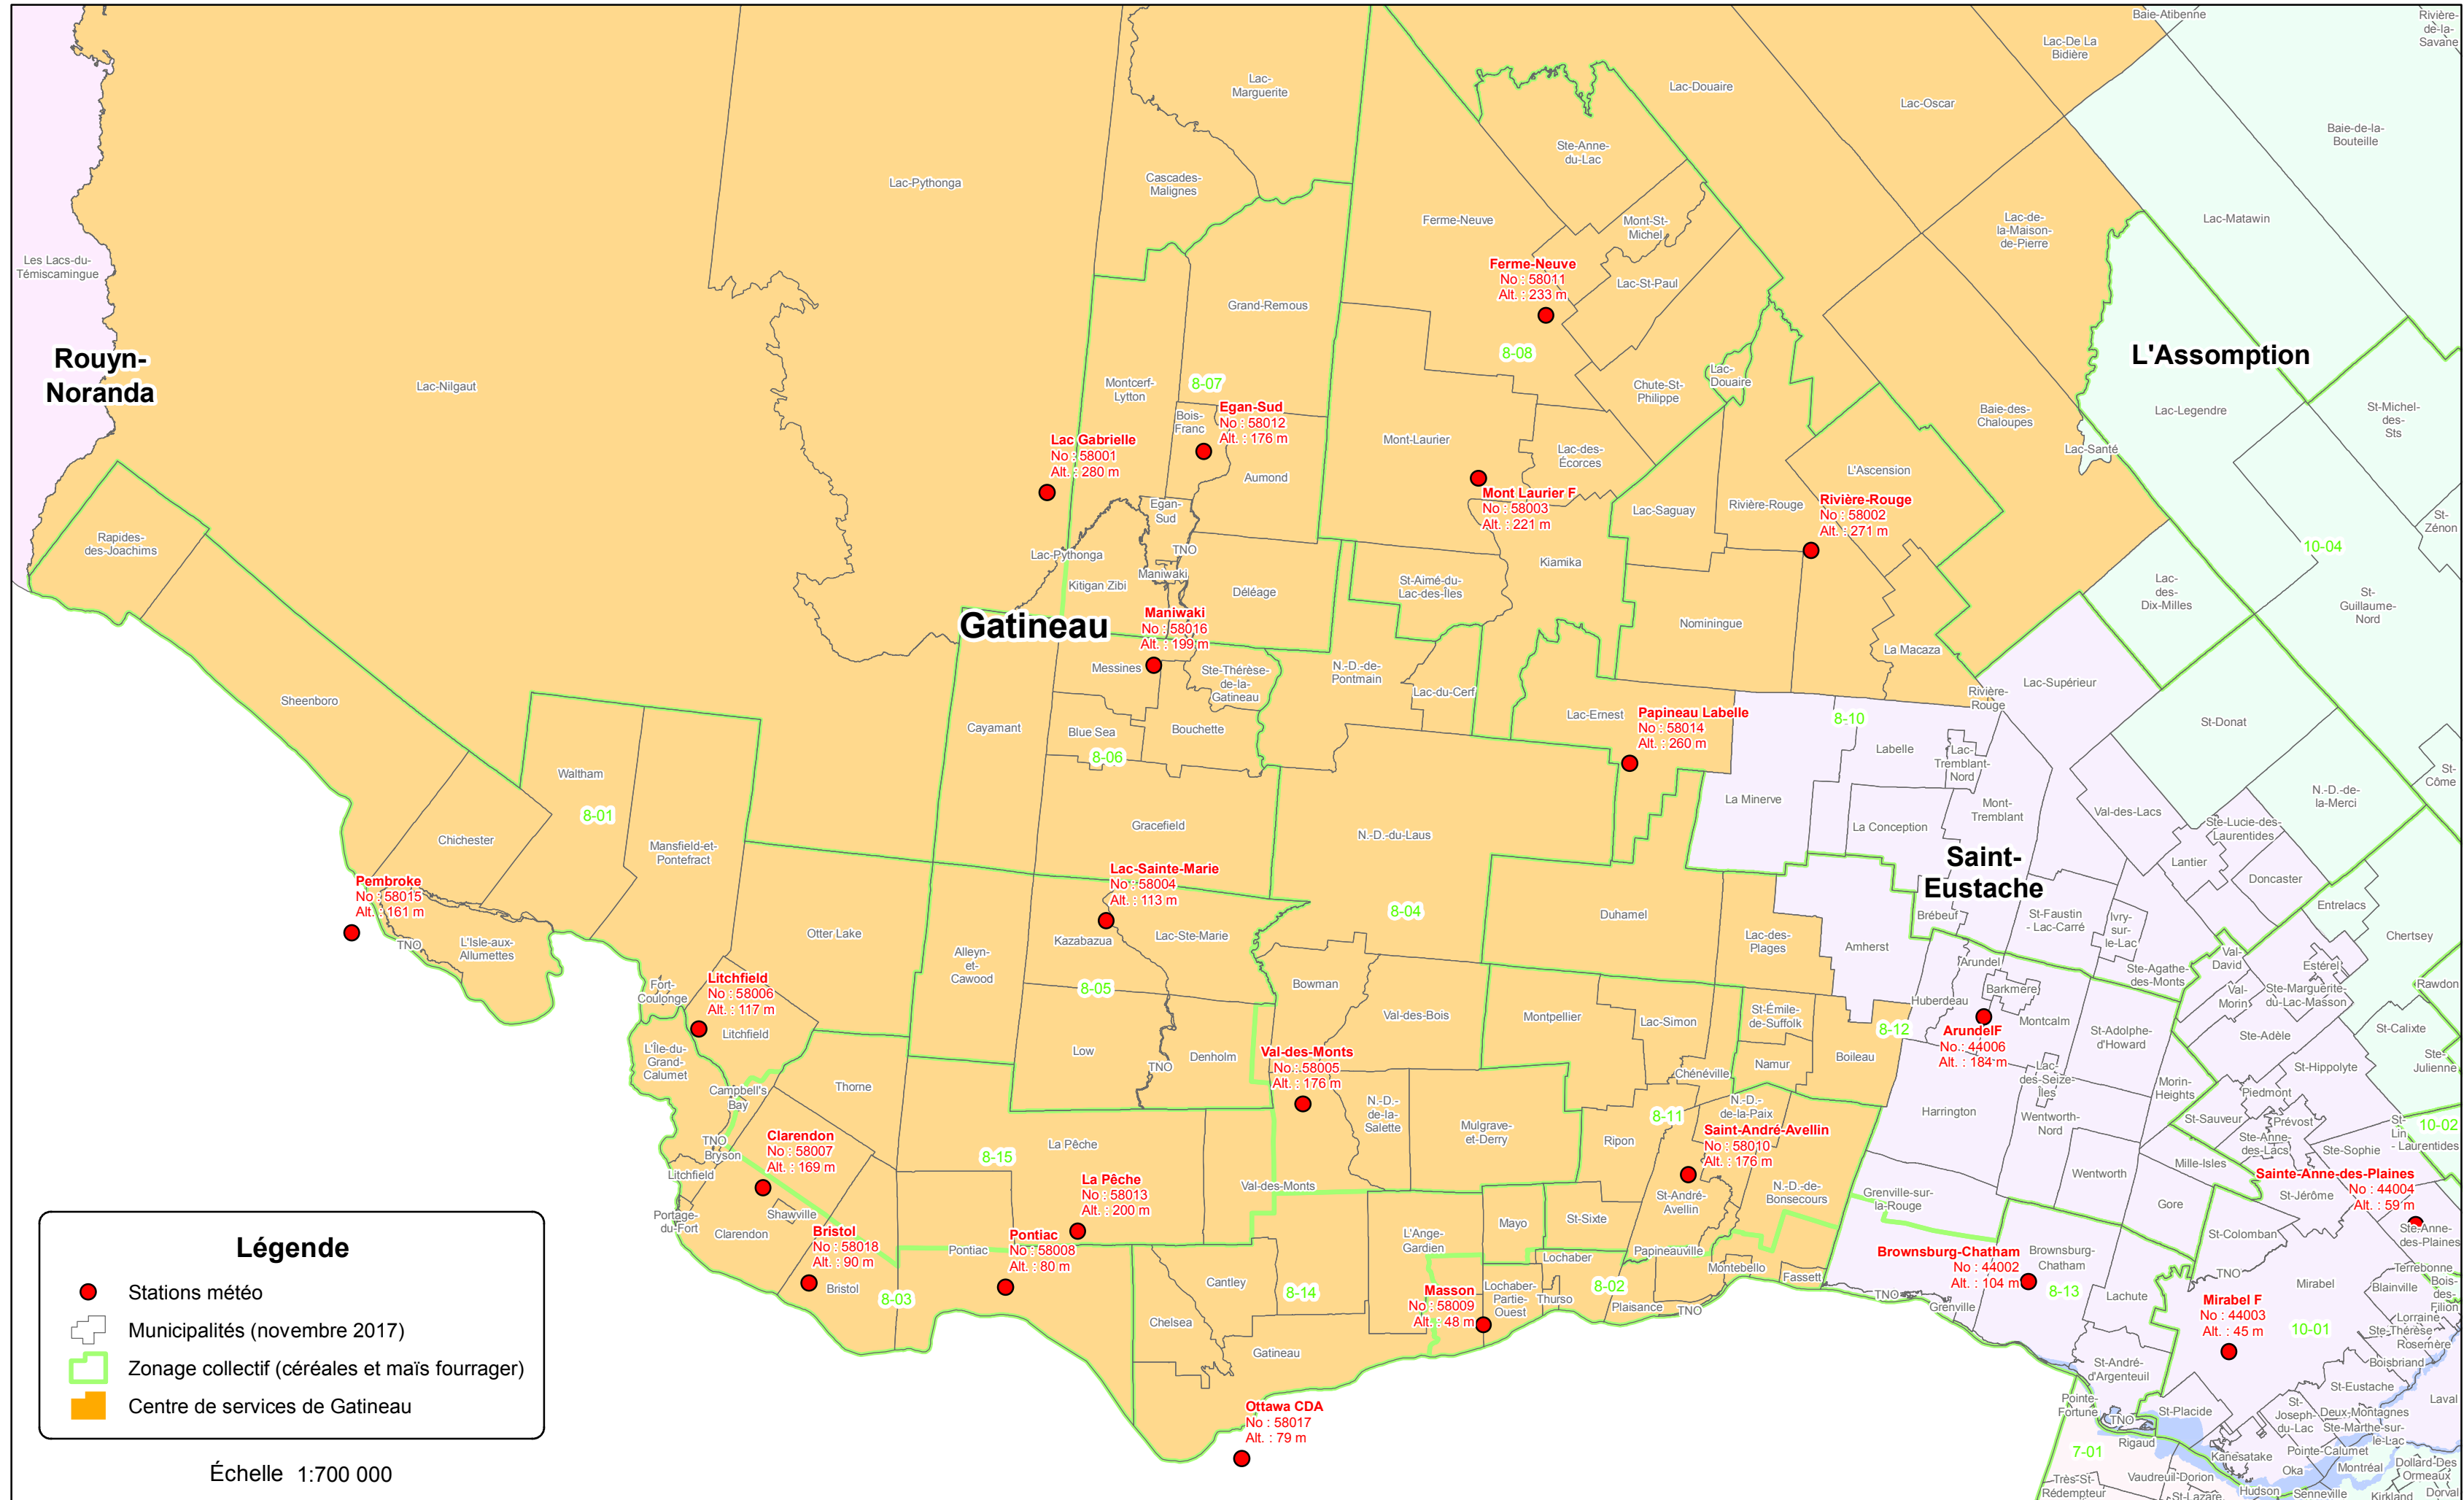 Baie-Atibenne
Rivière-
de-la-
Savane
Lac-De La
Bidière
Lac-
Marguerite
Lac-Douaire
Lac-Oscar
Baie-de-la-
Bouteille
Ste-Anne-
du-Lac
Lac-Pythonga
Cascades-
Malignes
Ferme-Neuve
Mont-St-
Michel
Lac-de-
la-Maison-
de-Pierre
Lac-Matawin
Les Lacs-du-
Témiscamingue
Ferme-Neuve
No : 58011
Alt. : 233 m
Lac-St-Paul
Grand-Remous
Rouyn-
Noranda
L'Assomption
8-08
Lac-Nilgaut
Montcerf-
Lytton
8-07
Lac-
Douaire
Chute-St-
Philippe
Baie-des-
Chaloupes
Lac-Legendre
St-Michel-
des-
Sts
Bois-
Franc
Egan-Sud
No : 58012
Alt. : 176 m
Lac Gabrielle
No : 58001
Alt. : 280 m
Mont-Laurier
Lac-des-
Écorces
Lac-Santé
Aumond
L'Ascension
Mont Laurier F
No : 58003
Alt. : 221 m
Lac-Saguay
Rivière-Rouge
Rivière-Rouge
No : 58002
Alt. : 271 m
Egan-
Sud
St-
Zénon
Rapides-
des-Joachims
Lac-Pythonga
TNO
10-04
Kiamika
Maniwaki
Kitigan Zibi
Déléage
St-Aimé-du-
Lac-des-Îles
Lac-
des-
Dix-Milles
St-
Guillaume-
Nord
Gatineau
Maniwaki
No : 58016
Alt. : 199 m
Nominingue
La Macaza
Messines
Ste-Thérèse-
de-la-
Gatineau
N.-D.-de-
Pontmain
Lac-du-Cerf
Lac-Supérieur
Rivière-
Rouge
Sheenboro
Cayamant
Blue Sea
Bouchette
Lac-Ernest
Papineau Labelle
No : 58014
Alt. : 260 m
8-10
St-Donat
8-06
Labelle
Lac-
Tremblant-
Nord
Waltham
8-01
La Minerve
Mont-
Tremblant
Val-des-Lacs
N.-D.-de-
la-Merci
St-
Côme
Chichester
Mansfield-et-
Pontefract
Gracefield
N.-D.-du-Laus
La Conception
Ste-Lucie-des-
Laurentides
Saint-
Eustache
Lantier
Doncaster
Pembroke
No : 58015
Alt. : 161 m
Lac-Sainte-Marie
No : 58004
Alt. : 113 m
8-04
Duhamel
Brébeuf
St-Faustin
- Lac-Carré
Ivry-
sur-
le-Lac
Entrelacs
TNO
L'Isle-aux-
Allumettes
Otter Lake
Alleyn-
et-
Cawood
Kazabazua
Lac-Ste-Marie
Lac-des-
Plages
Amherst
Chertsey
Arundel
Ste-Agathe-
des-Monts
Val-
David
Estérel
Fort-
Coulonge
Litchfield
No : 58006
Alt. : 117 m
8-05
Bowman
Barkmere
Val-
Morin
Ste-Marguerite-
du-Lac-Masson
Rawdon
Litchfield
Val-des-Bois
Montpellier
Lac-Simon
St-Émile-
de-Suffolk
Huberdeau
8-12
Montcalm
ArundelF
No : 44006
Alt. : 184 m
St-Adolphe-
d'Howard
Ste-Adèle
St-Calixte
L'Île-du-
Grand-
Calumet
Low
TNO
Denholm
Val-des-Monts
No : 58005
Alt. : 176 m
Chénéville
Namur
Boileau
Lac-
des-Seize-
Îles
St-Hippolyte
Ste-
Julienne
Campbell's
Bay
Thorne
N.-D.-
de-la-
Salette
8-11
N.-D.-
de-la-Paix
Harrington
Wentworth-
Nord
Morin-
Heights
Piedmont
St-Sauveur
Prévost
St-
Lin
- Laurentides
10-02
TNO
Bryson
Clarendon
No : 58007
Alt. : 169 m
8-15
La Pêche
Mulgrave-
et-Derry
Ripon
Saint-André-Avellin
No : 58010
Alt. : 176 m
Ste-Anne-
des-Lacs
Ste-Sophie
Litchfield
La Pêche
No : 58013
Alt. : 200 m
Val-des-Monts
St-André-
Avellin
N.-D.-de-
Bonsecours
Wentworth
Mille-Isles
Sainte-Anne-des-Plaines
No : 44004
Alt. : 59 m
Portage-
du-Fort
Shawville
Clarendon
Grenville-sur-
la-Rouge
Gore
St-Jérôme
St-Colomban
Ste-Anne-
des-Plaines
Bristol
No : 58018
Alt. : 90 m
Bristol
Pontiac
Pontiac
No : 58008
Alt. : 80 m
L'Ange-
Gardien
Mayo
St-Sixte
Lochaber
Papineauville
Montebello
Fassett
Brownsburg-Chatham
No : 44002
Alt. : 104 m
Brownsburg-
Chatham
8-13
TNO
Mirabel
Terrebonne
Blainville
Bois-
des-
Filion
8-03
Cantley
8-14
Masson
No : 58009
Alt. : 48 m
Lochaber-
Partie-
Ouest
Thurso
8-02
Plaisance
TNO
TNO
Grenville
Lachute
Mirabel F
No : 44003
Alt. : 45 m
10-01
Lorraine
Ste-Thérèse
Rosemère
Chelsea
Gatineau
St-André-
d'Argenteuil
Boisbriand
St-Eustache
Laval
Ottawa CDA
No : 58017
Alt. : 79 m
Pointe-
Fortune
TNO
St-Placide
St-
Joseph-
du-Lac
Deux-Montagnes
Ste-Marthe-sur-
le-Lac
7-01
Rigaud
Kanesatake
Pointe-Calumet
Oka
Montréal
Dollard-Des
Ormeaux
Très-St-
Rédempteur
Vaudreuil-Dorion
St-Lazare
Hudson
Senneville
Kirkland
Dorval
Légende
Stations météo
Municipalités (novembre 2017)
Zonage collectif (céréales et maïs fourrager)
Centre de services de Gatineau
Échelle 1:700 000